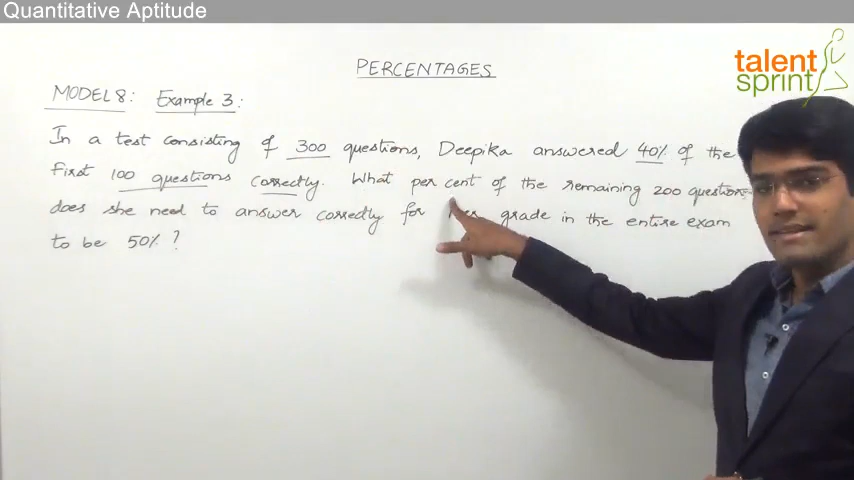 Quantitative Aptitude
talent
sprint
PERCENTAGES
MODEL 8: Example 3:
In a test consisting of 300 questions, Deepika answered 40% of the
first 100 questions correctly. What per cent of the remaining 200 question
does she need to answer correctly for her grade in the entire exam
to be 50% ?